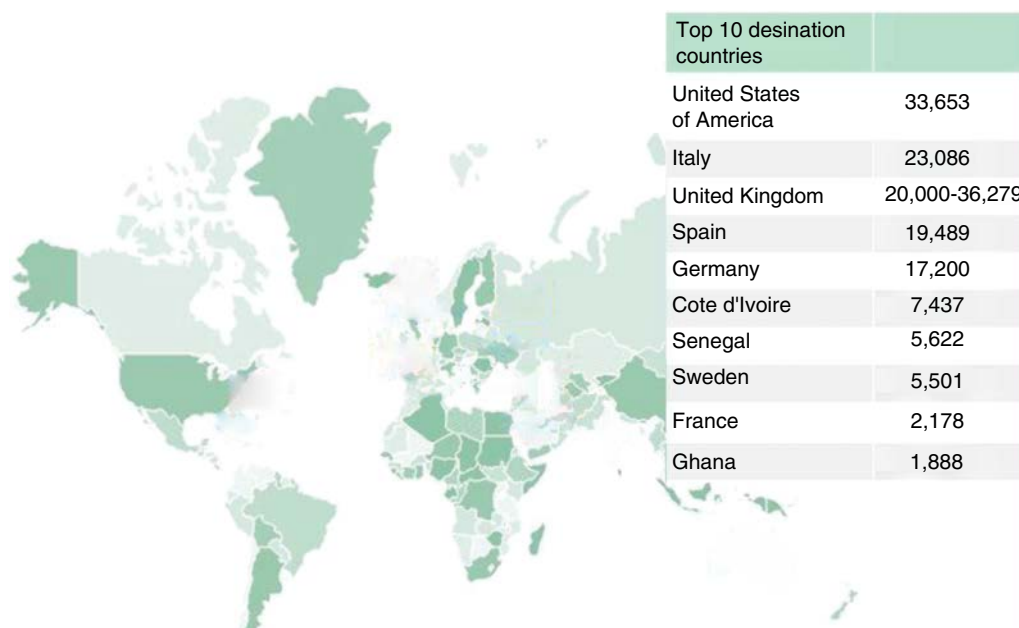 Top 10 desination
countries
United States
of America 33,653
Italy 23,086
United Kingdom 20,000-36,279
Spain 19,489
Germany 17,200
Cote d'Ivoire 7,437
Senegal 5,622
Sweden 5,501
France 2,178
Ghana 1,888